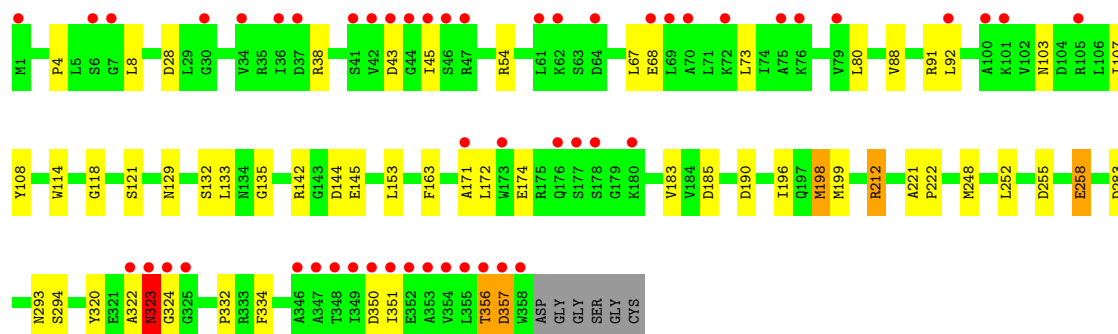 M1 P4 L5 S6 G7 L8 D28 L29 G30 V34 R35 I36 D37 R38 S41 V42 D43 G44 I45 S46 R47 R54 L61 K62 S63 D64 L67 E68 L69 A70 L71 K72 L73 I74 A75 K76 V79 L80 V88 R91 L92 A100 K101 V102 N103 D104 R105 L106
Y108 W114 G118 S121 N129 S132 L133 N134 G135 R142 G143 D144 E145 L153 F163 A171 L172 W173 E174 R175 Q176 S177 S178 G179 K180 V183 V184 D185 D190 I196 Q197 M198 M199 R212 A221 P222 M248 L252 D255 E258
N293 S294 Y320 E321 A322 N323 G324 G325 P332 R333 F334 A346 A347 T348 I349 D350 I351 E352 A353 V354 L355 T356 D357 W358 ASP GLY GLY SER GLY CYS